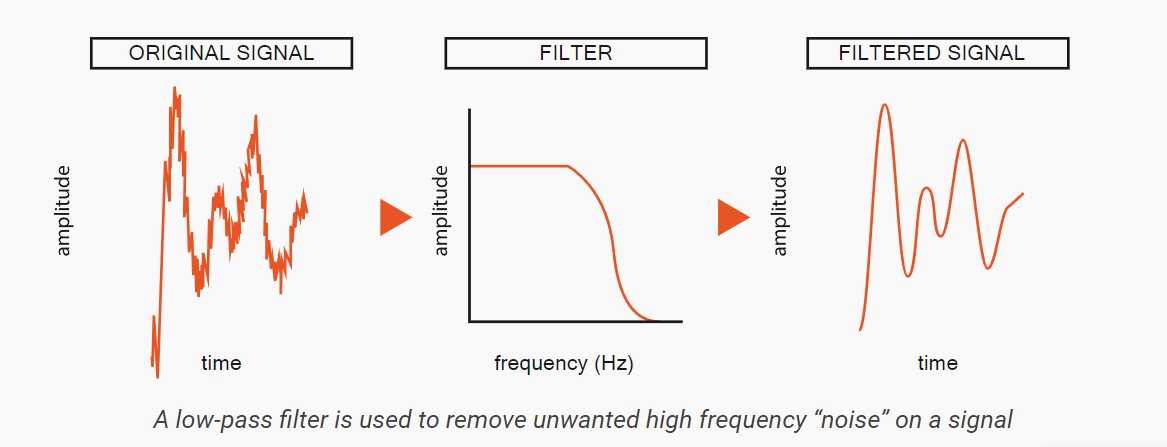 ORIGINAL SIGNAL
FILTER
FILTERED SIGNAL
amplitude
amplitude
amplitude
time
frequency (Hz)
time
A low-pass filter is used to remove unwanted high frequency “noise” on a signal